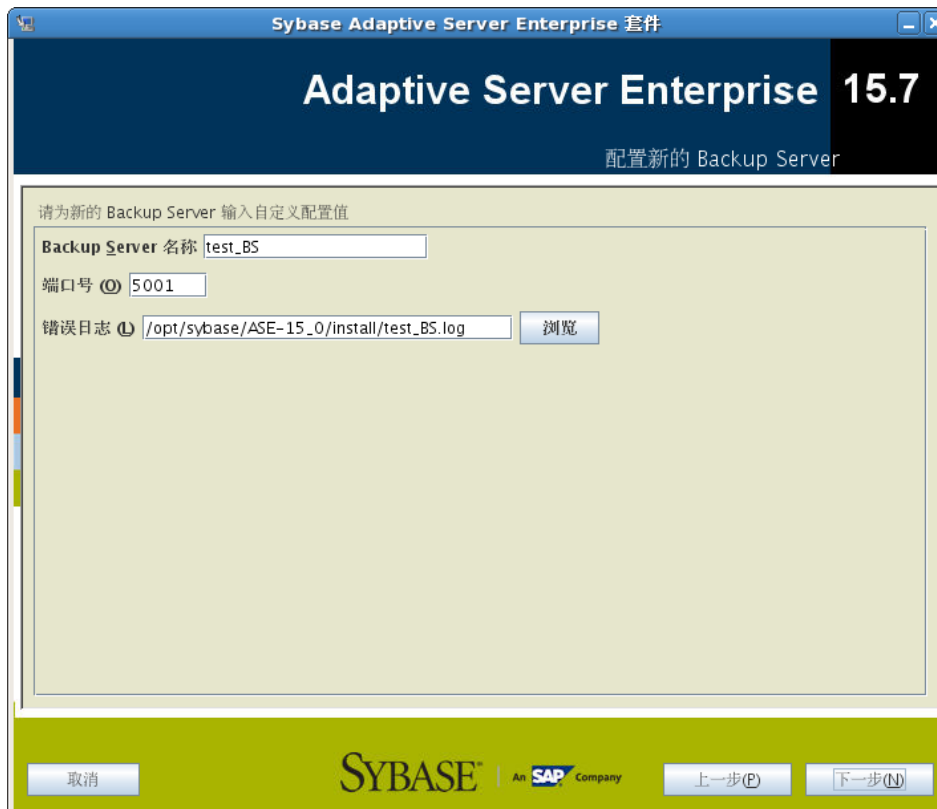 Sybase Adaptive Server Enterprise 套件
Adaptive Server Enterprise 15.7
配置新的 Backup Server
请为新的 Backup Server 输入自定义配置值
Backup Server 名称 test_BS
端口号 (O) 5001
错误日志 (L) /opt/sybase/ASE-15_0/install/test_BS.log 浏览
取消 SYBASE An SAP Company 上一步(P) 下一步(N)